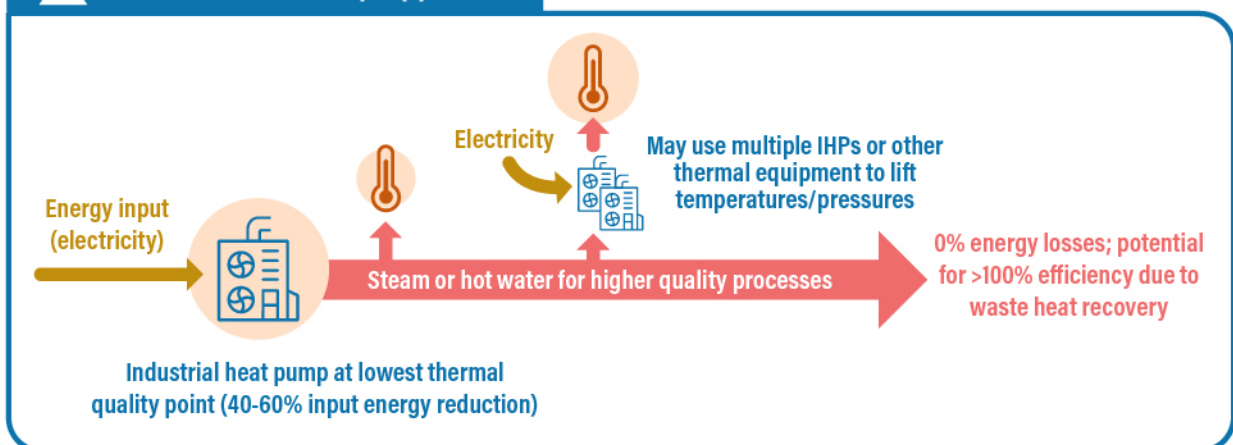 Electricity
May use multiple IHPs or other
thermal equipment to lift
temperatures/pressures
Energy input
(electricity)
Steam or hot water for higher quality processes
0% energy losses; potential
for >100% efficiency due to
waste heat recovery
Industrial heat pump at lowest thermal
quality point (40-60% input energy reduction)